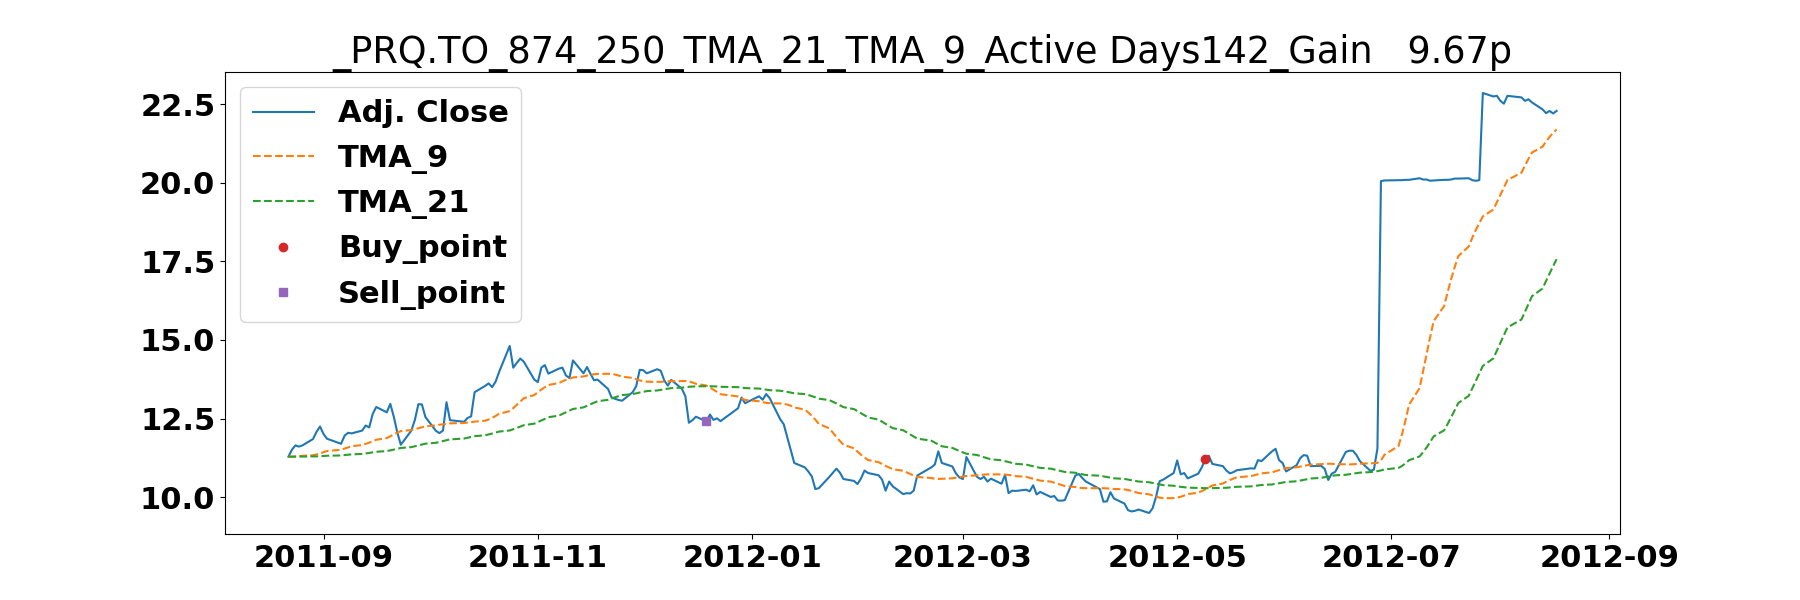 _PRQ.TO_874_250_TMA_21_TMA_9_Active Days142_Gain   9.67p
22.5
20.0
17.5
15.0
12.5
10.0
Adj. Close
TMA_9
TMA_21
Buy_point
Sell_point
2011-09 2011-11 2012-01 2012-03 2012-05 2012-07 2012-09